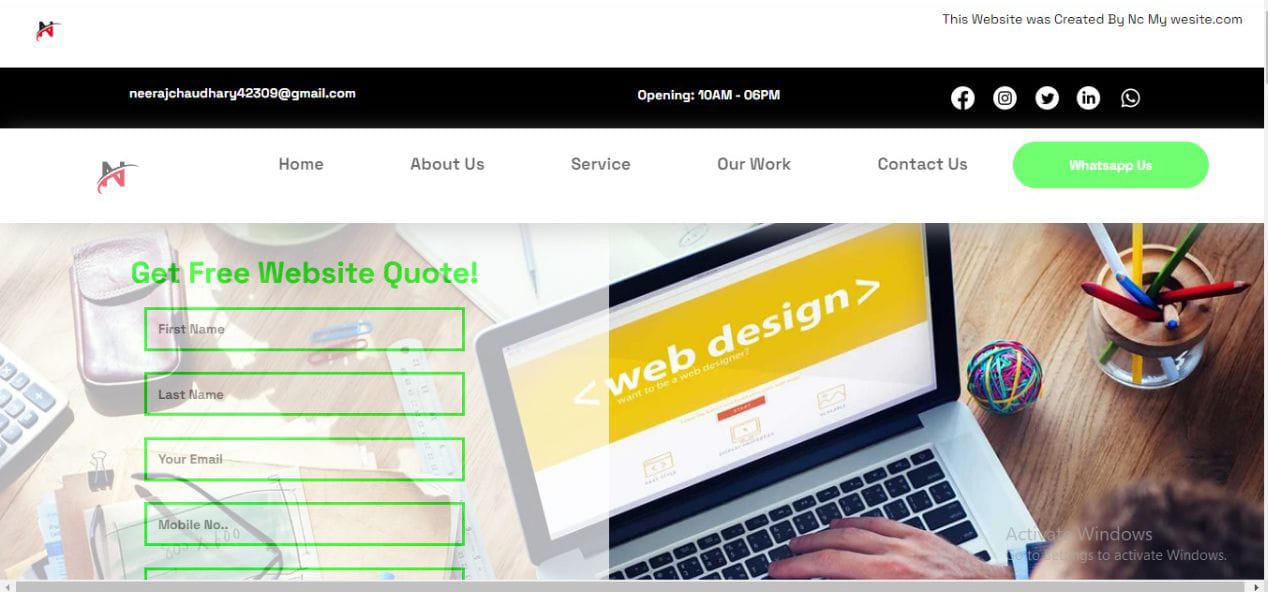 This Website was Created By Nc My wesite.com
neerajchaudhary42309@gmail.com
Opening: 10AM - 06PM
Home
About Us
Service
Our Work
Contact Us
Whatsapp Us
Get Free Website Quote!
First Name
Last Name
Your Email
Mobile No..
<web design>
want to be a web designer?
START
Activate Windows
Go to Settings to activate Windows.